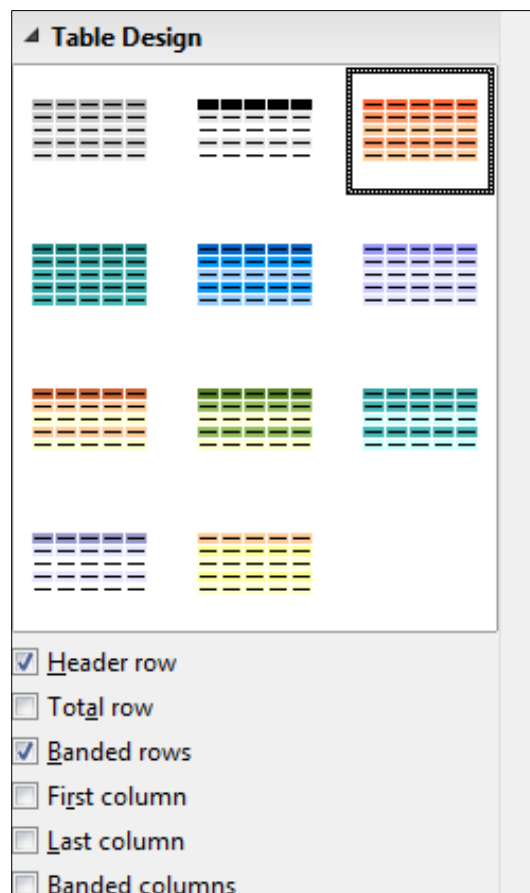 Table Design
Header row
Total row
Banded rows
First column
Last column
Banded columns